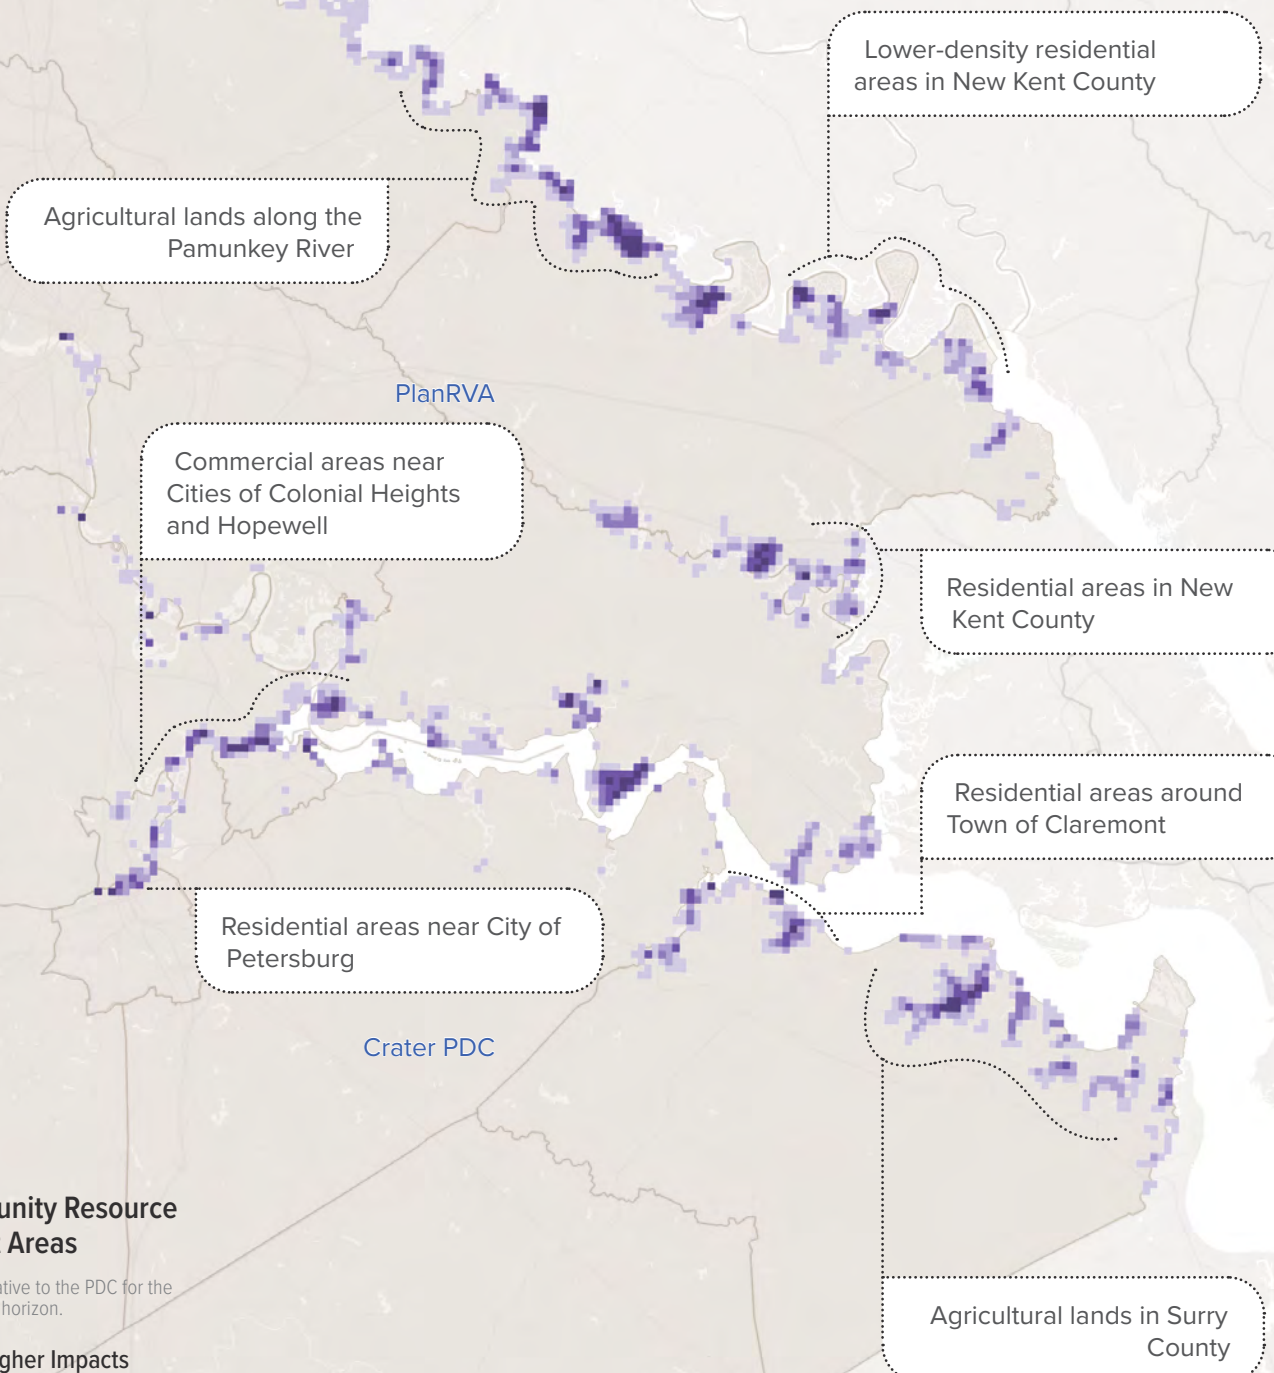 Lower-density residential
areas in New Kent County
Agricultural lands along the
Pamunkey River
PlanRVA
Commercial areas near
Cities of Colonial Heights
and Hopewell
Residential areas in New
Kent County
Residential areas around
Town of Claremont
Residential areas near City of
Petersburg
Crater PDC
unity Resource
Areas
ative to the PDC for the
horizon.
gher Impacts
Agricultural lands in Surry
County